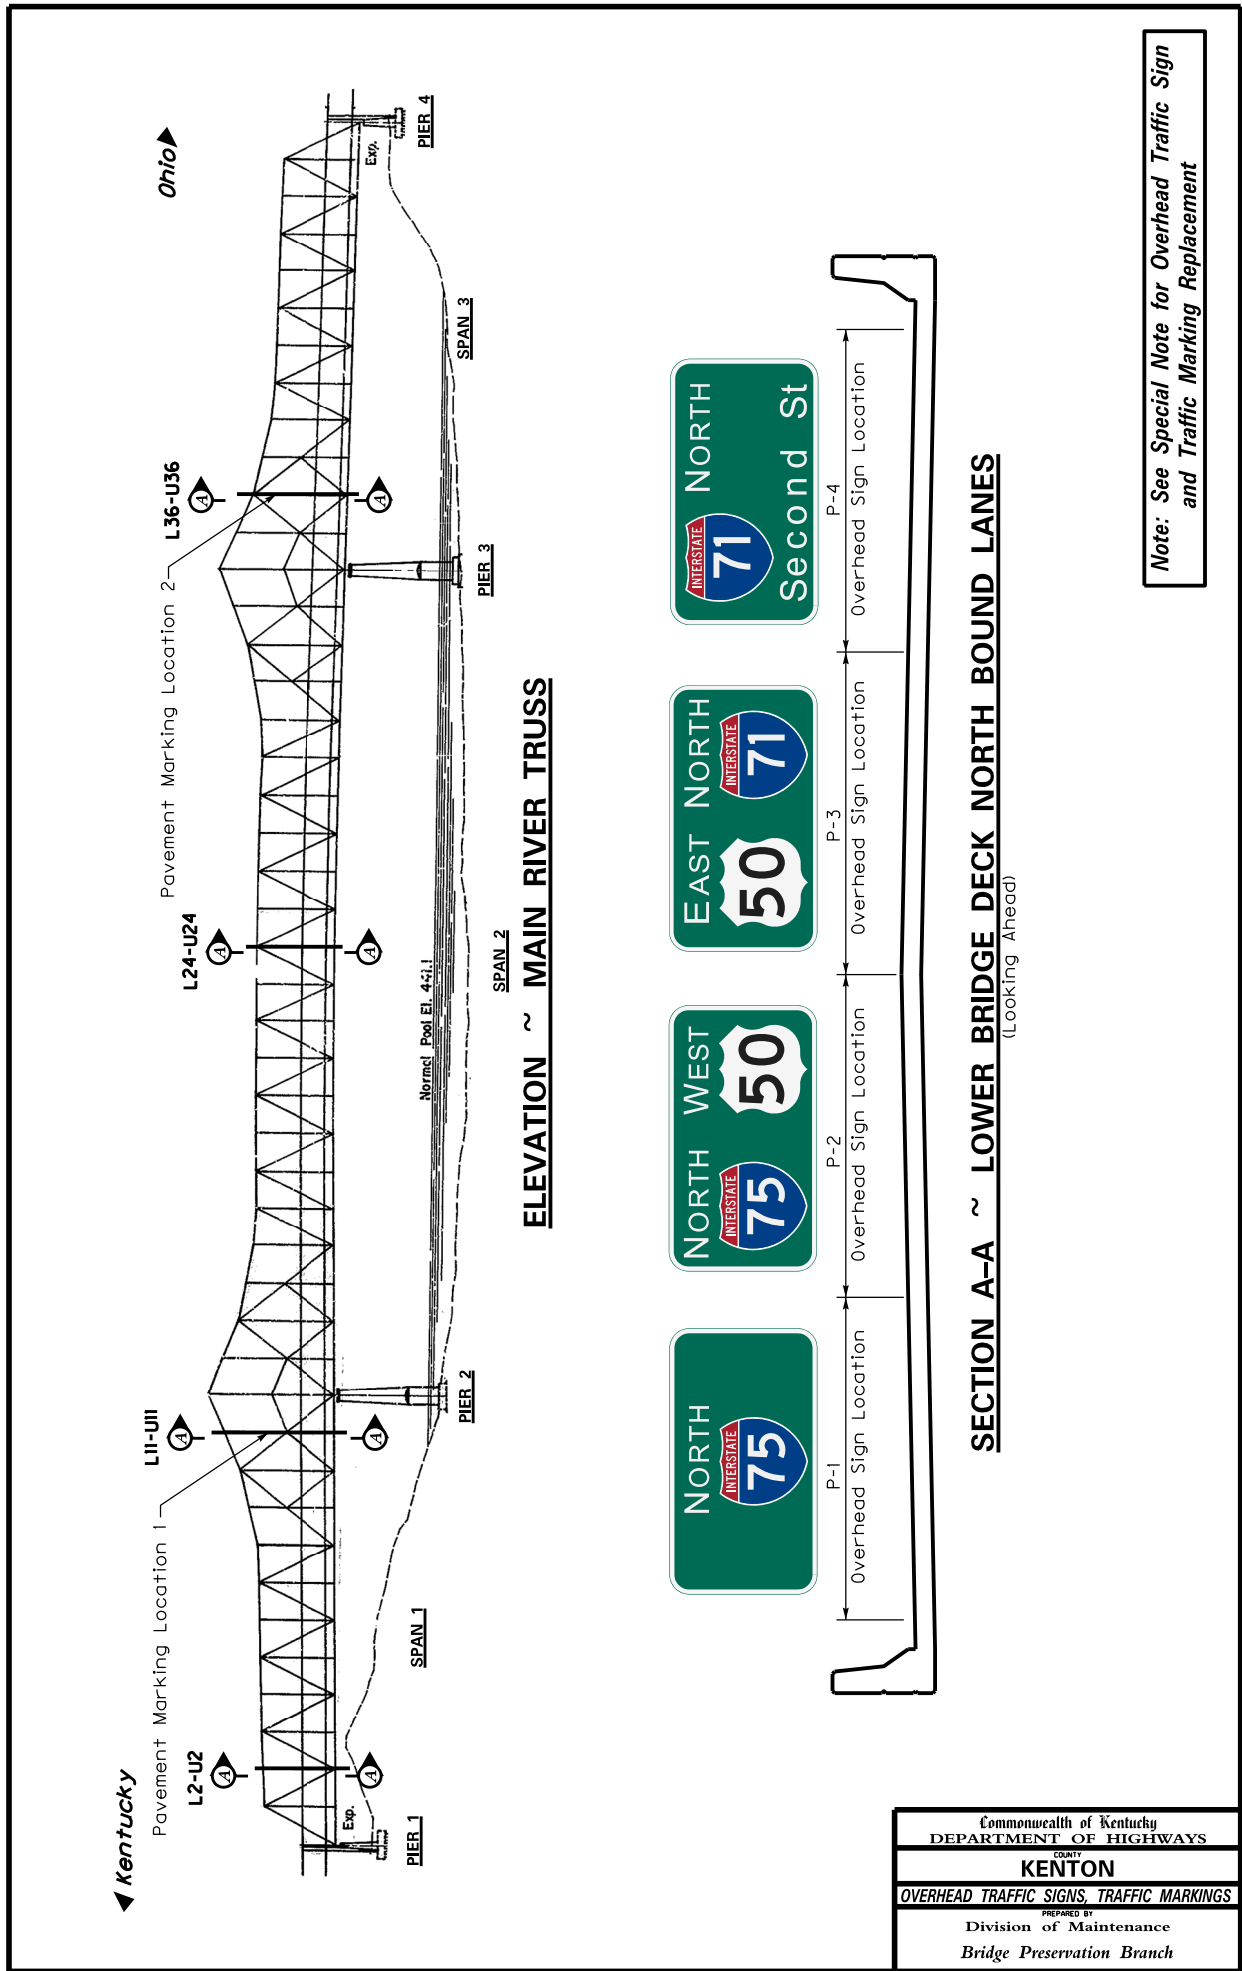 Kentucky
Ohio
Pavement Marking Location 1
Pavement Marking Location 2
L2-U2
L11-U11
L24-U24
L36-U36
A
A
A
A
A
A
A
A
Exp.
Exp.
Normal Pool El. 441.1
PIER 1
SPAN 1
PIER 2
SPAN 2
PIER 3
SPAN 3
PIER 4
ELEVATION ~ MAIN RIVER TRUSS
NORTH
INTERSTATE
75
NORTH WEST
INTERSTATE
75 50
EAST NORTH
INTERSTATE
50 71
INTERSTATE
71 NORTH
Second St
P-1
Overhead Sign Location
P-2
Overhead Sign Location
P-3
Overhead Sign Location
P-4
Overhead Sign Location
SECTION A-A ~ LOWER BRIDGE DECK NORTH BOUND LANES
(Looking Ahead)
Note: See Special Note for Overhead Traffic Sign
and Traffic Marking Replacement
Commonwealth of Kentucky
DEPARTMENT OF HIGHWAYS
COUNTY
KENTON
OVERHEAD TRAFFIC SIGNS, TRAFFIC MARKINGS
PREPARED BY
Division of Maintenance
Bridge Preservation Branch